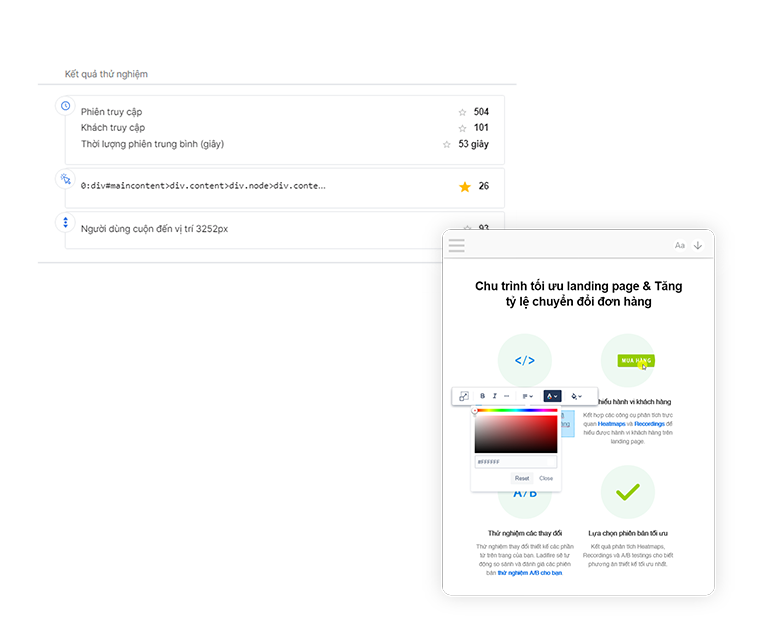 Kết quả thử nghiệm
Phiên truy cập 504
Khách truy cập 101
Thời lượng phiên trung bình (giây) 53 giây
0:div#maincontent>div.content>div.node>div.conte... 26
Người dùng cuộn đến vị trí 3252px 93
Aa
Chu trình tối ưu landing page & Tăng
tỷ lệ chuyển đổi đơn hàng
</>
MUA HÀNG
B I ···
hiểu hành vi khách hàng
Kết hợp các công cụ phân tích trực
quan Heatmaps và Recordings để
hiểu được hành vi khách hàng trên
landing page.
#FFFFFF
Reset Close
A/B
Thử nghiệm các thay đổi
Thử nghiệm thay đổi thiết kế các phần
tử trên trang của bạn. Ladifire sẽ tự
động so sánh và đánh giá các phiên
bản thử nghiệm A/B cho bạn.
Lựa chọn phiên bản tối ưu
Kết quả phân tích Heatmaps,
Recordings và A/B testings cho biết
phương án thiết kế tối ưu nhất.